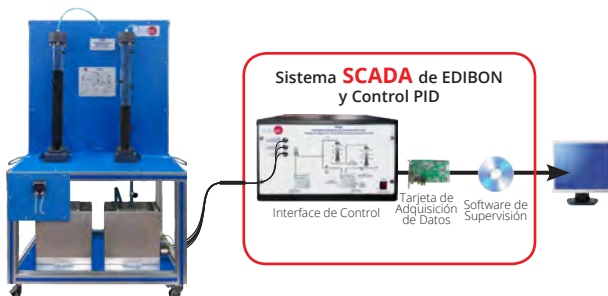 Sistema SCADA de EDIBON
y Control PID
Interface de Control
Tarjeta de
Adquisición
de Datos
Software de
Supervisión